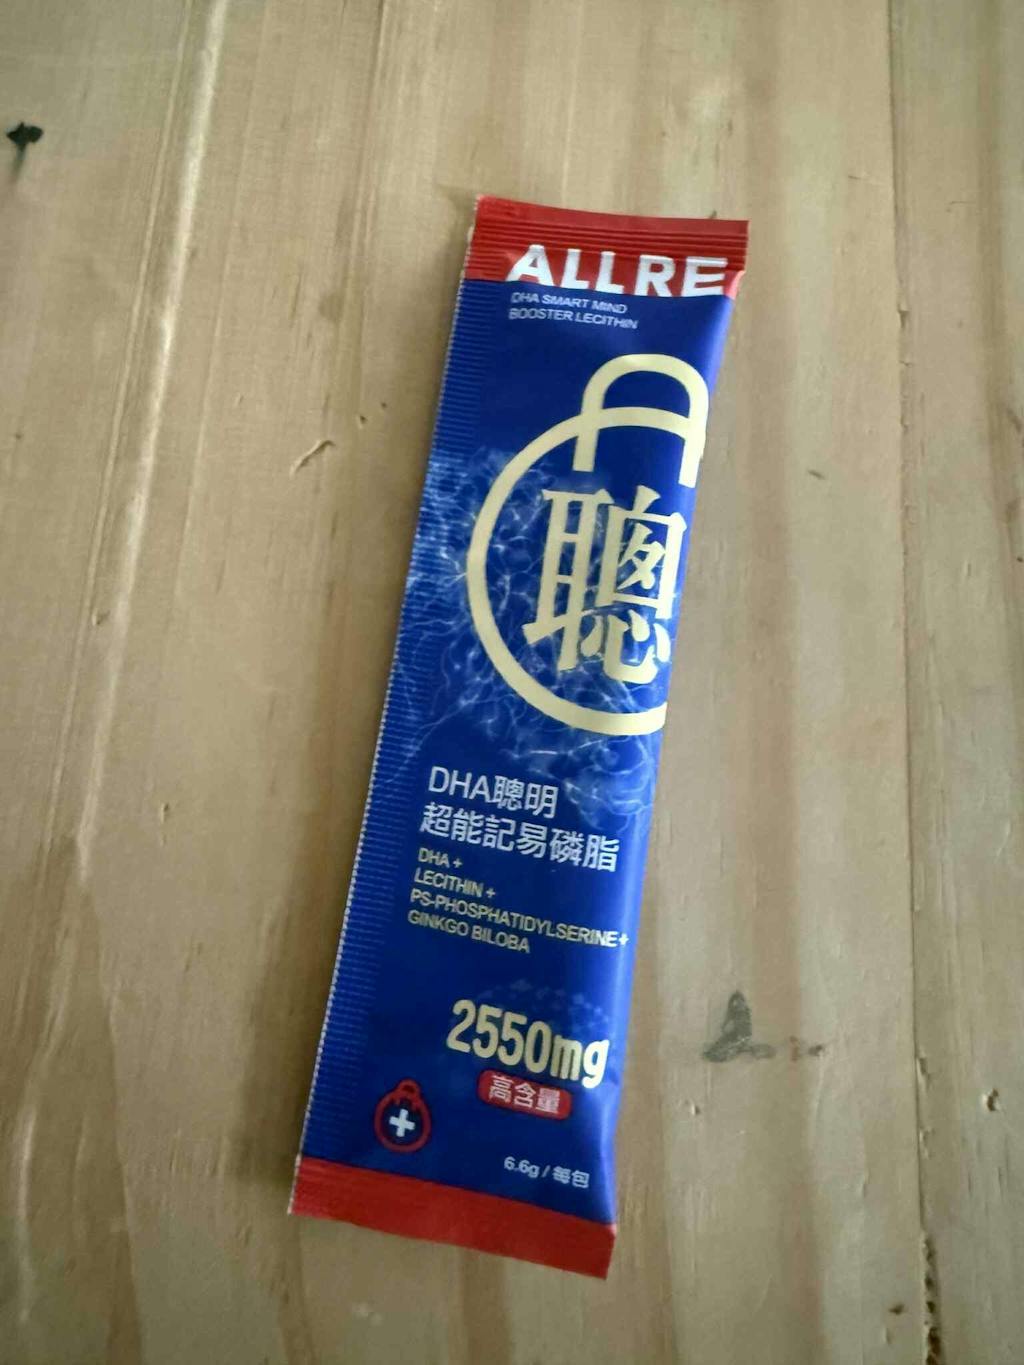 ALLRE
DHA SMART MIND
BOOSTER LECITHIN
聰
DHA聰明
超能記易磷脂
DHA +
LECITHIN +
PS-PHOSPHATIDYLSERINE+
GINKGO BILOBA
2550mg
高含量
6.6g / 每包